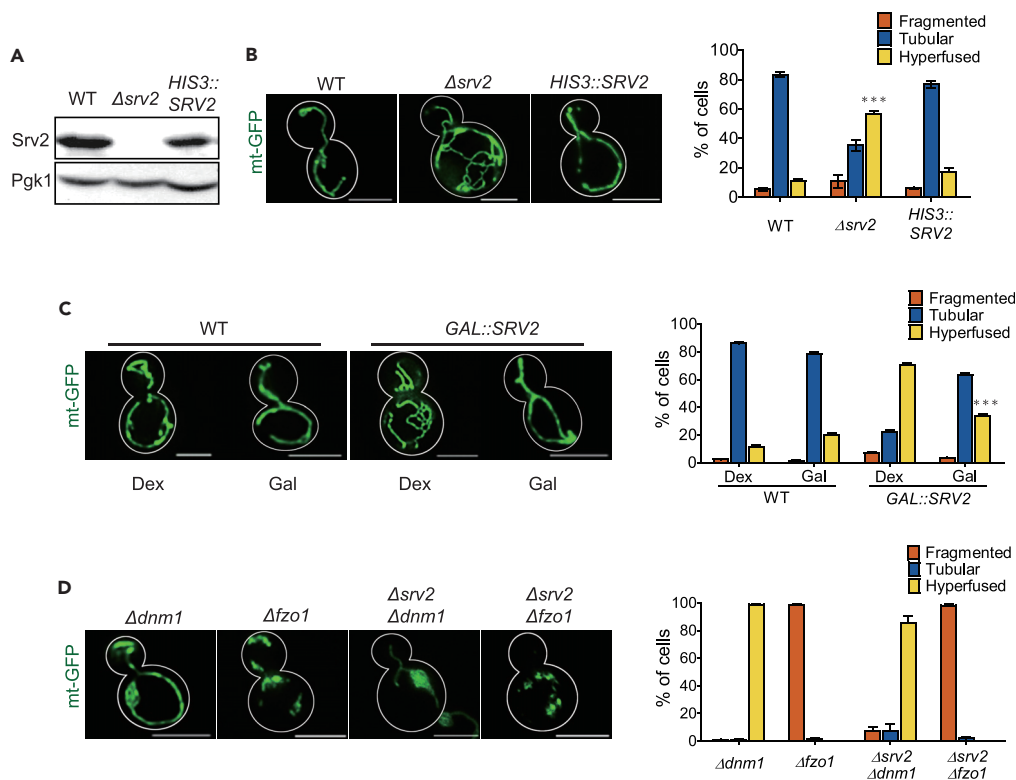 A
WT Δsrv2 HIS3::
SRV2
Srv2
Pgk1
B
WT Δsrv2 HIS3::SRV2
mt-GFP
Fragmented
Tubular
Hyperfused
% of cells
80
60
40
20
0
***
WT Δsrv2 HIS3::
SRV2
C
WT GAL::SRV2
mt-GFP
Dex Gal Dex Gal
Fragmented
Tubular
Hyperfused
% of cells
100
80
60
40
20
0
***
Dex Gal Dex Gal
WT GAL::SRV2
D
Δdnm1 Δfzo1 Δsrv2 Δsrv2
Δdnm1 Δfzo1
mt-GFP
Fragmented
Tubular
Hyperfused
% of cells
100
80
60
40
20
0
Δdnm1 Δfzo1 Δsrv2 Δsrv2
Δdnm1 Δfzo1